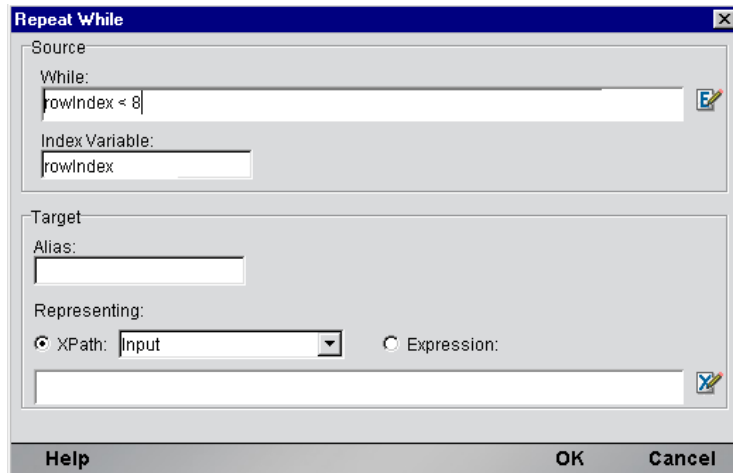 Repeat While
Source
While:
rowIndex < 8
Index Variable:
rowIndex
Target
Alias:
Representing:
XPath: Input Expression:
Help OK Cancel